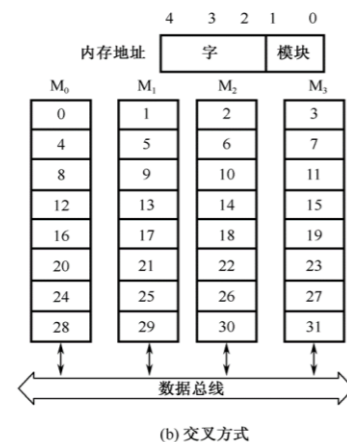 4 3 2 1 0
内存地址 字 模块
M₀ M₁ M₂ M₃
0 1 2 3
4 5 6 7
8 9 10 11
12 13 14 15
16 17 18 19
20 21 22 23
24 25 26 27
28 29 30 31
数据总线
(b) 交叉方式